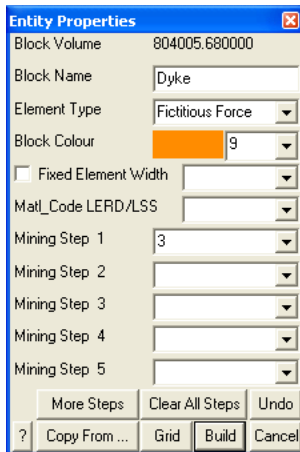 Entity Properties
Block Volume 804005.680000
Block Name Dyke
Element Type Fictitious Force
Block Colour 9
Fixed Element Width
Matl_Code LERD/LSS
Mining Step 1 3
Mining Step 2
Mining Step 3
Mining Step 4
Mining Step 5
More Steps Clear All Steps Undo
? Copy From ... Grid Build Cancel